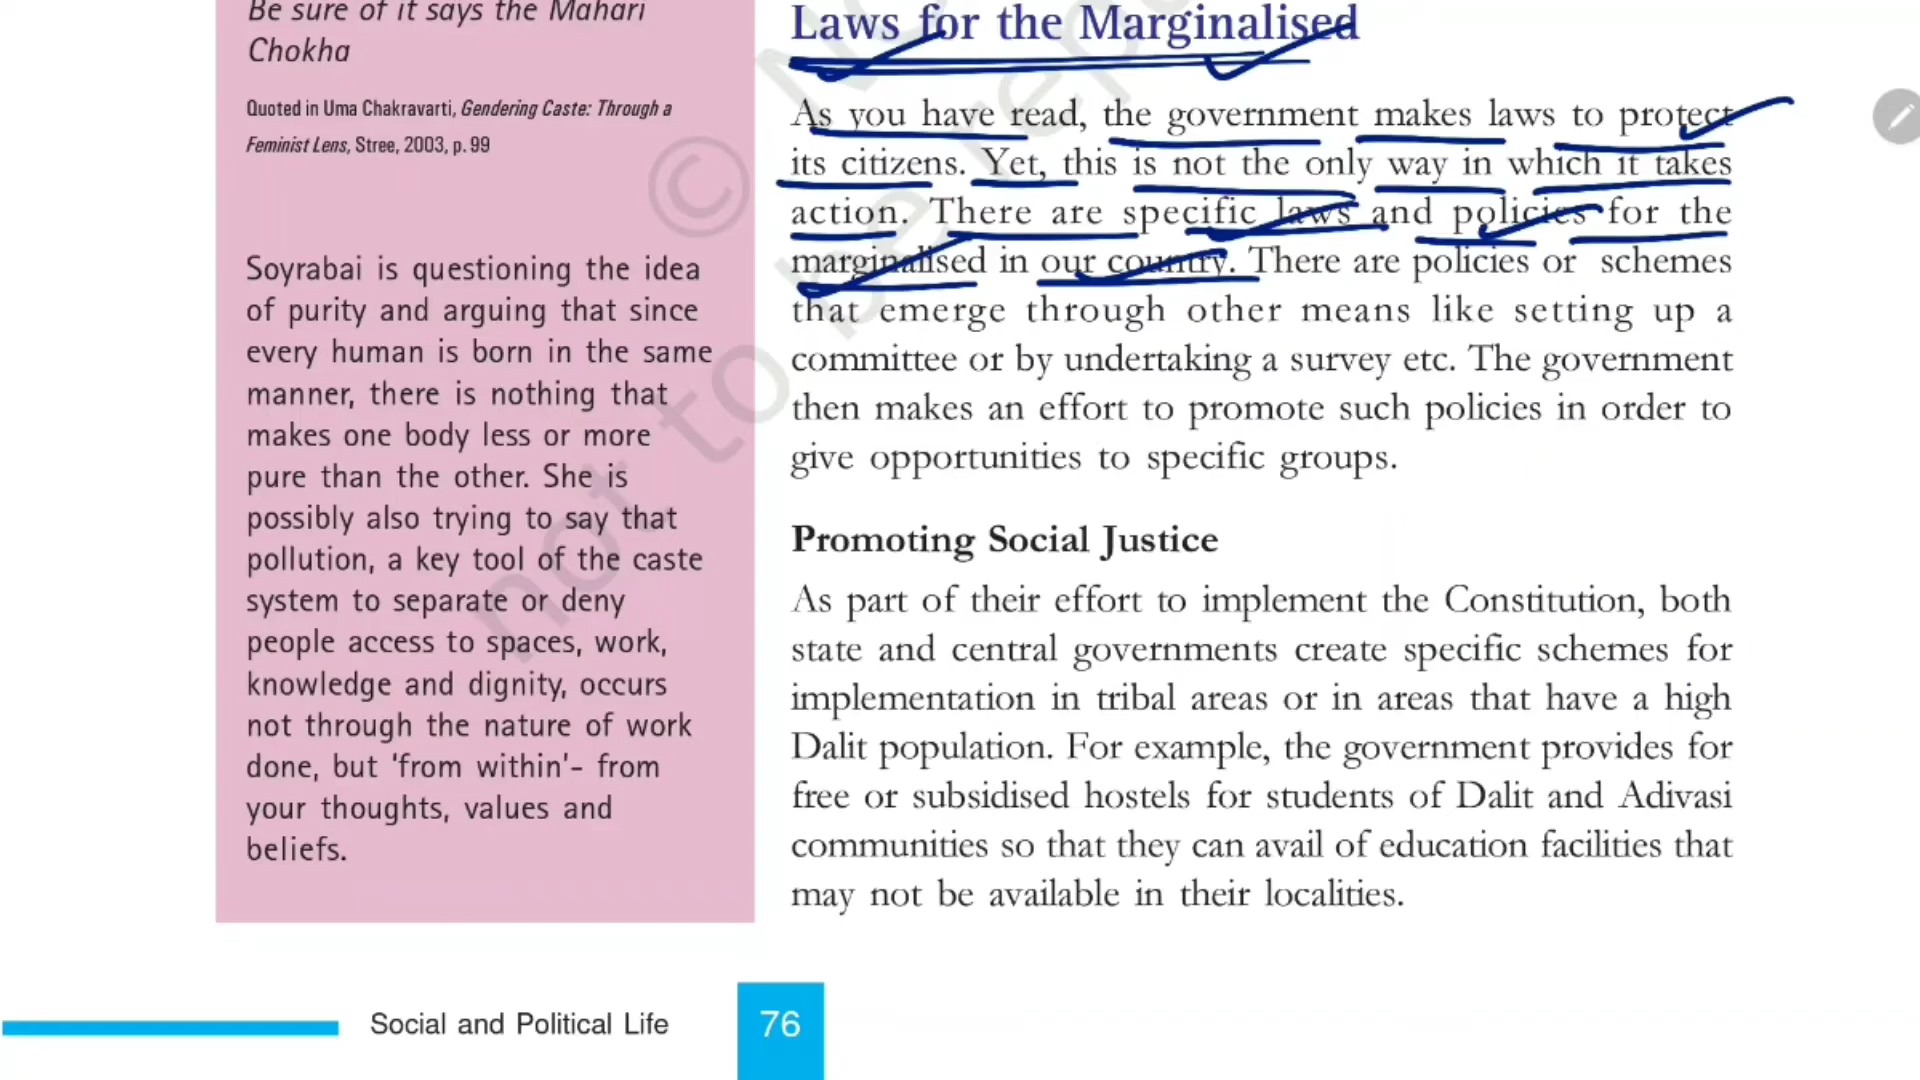 Be sure of it says the Mahari
Chokha
Quoted in Uma Chakravarti, Gendering Caste: Through a
Feminist Lens, Stree, 2003, p. 99
Soyrabai is questioning the idea
of purity and arguing that since
every human is born in the same
manner, there is nothing that
makes one body less or more
pure than the other. She is
possibly also trying to say that
pollution, a key tool of the caste
system to separate or deny
people access to spaces, work,
knowledge and dignity, occurs
not through the nature of work
done, but 'from within'- from
your thoughts, values and
beliefs.
Laws for the Marginalised
As you have read, the government makes laws to protect
its citizens. Yet, this is not the only way in which it takes
action. There are specific laws and policies for the
marginalised in our country. There are policies or schemes
that emerge through other means like setting up a
committee or by undertaking a survey etc. The government
then makes an effort to promote such policies in order to
give opportunities to specific groups.
Promoting Social Justice
As part of their effort to implement the Constitution, both
state and central governments create specific schemes for
implementation in tribal areas or in areas that have a high
Dalit population. For example, the government provides for
free or subsidised hostels for students of Dalit and Adivasi
communities so that they can avail of education facilities that
may not be available in their localities.
Social and Political Life
76
©
not to be